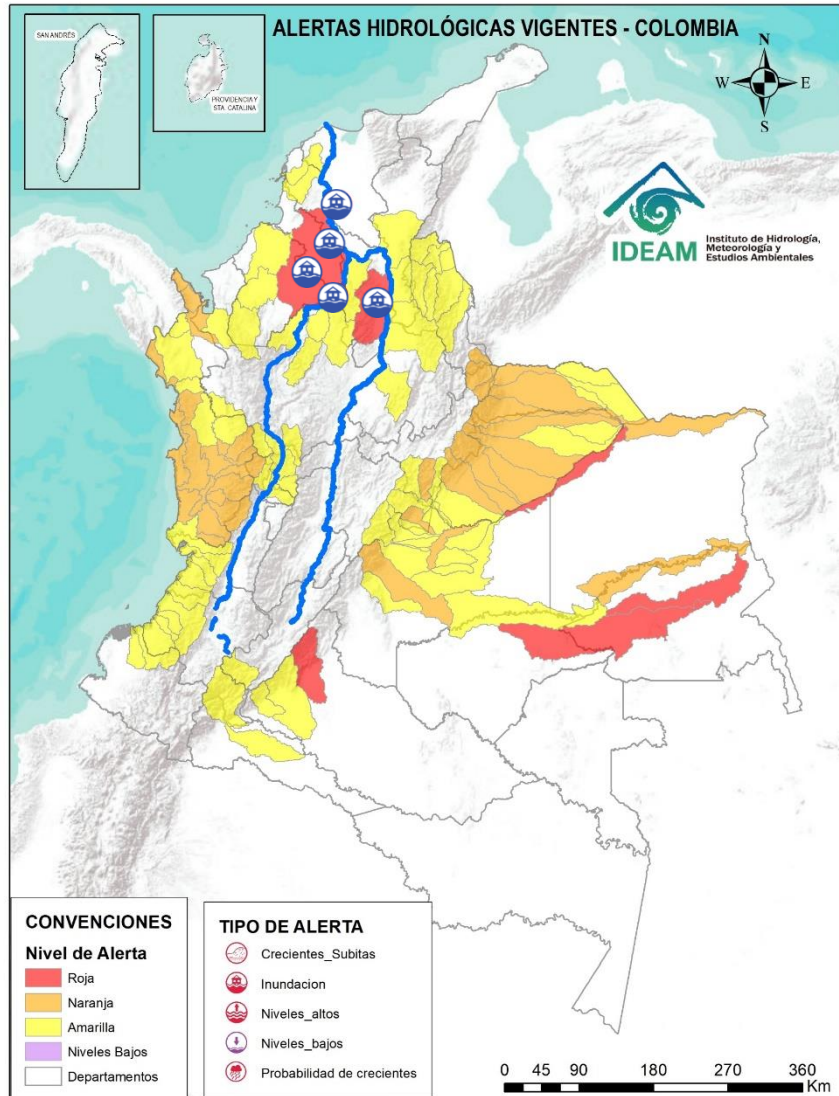 ALERTAS HIDROLÓGICAS VIGENTES - COLOMBIA
SAN ANDRÉS
PROVIDENCIA Y
STA. CATALINA
N
W
E
S
IDEAM
Instituto de Hidrología,
Meteorología y
Estudios Ambientales
CONVENCIONES
Nivel de Alerta
Roja
Naranja
Amarilla
Niveles Bajos
Departamentos
TIPO DE ALERTA
Crecientes_Subitas
Inundacion
Niveles_altos
Niveles_bajos
Probabilidad de crecientes
0 45 90 180 270 360
Km